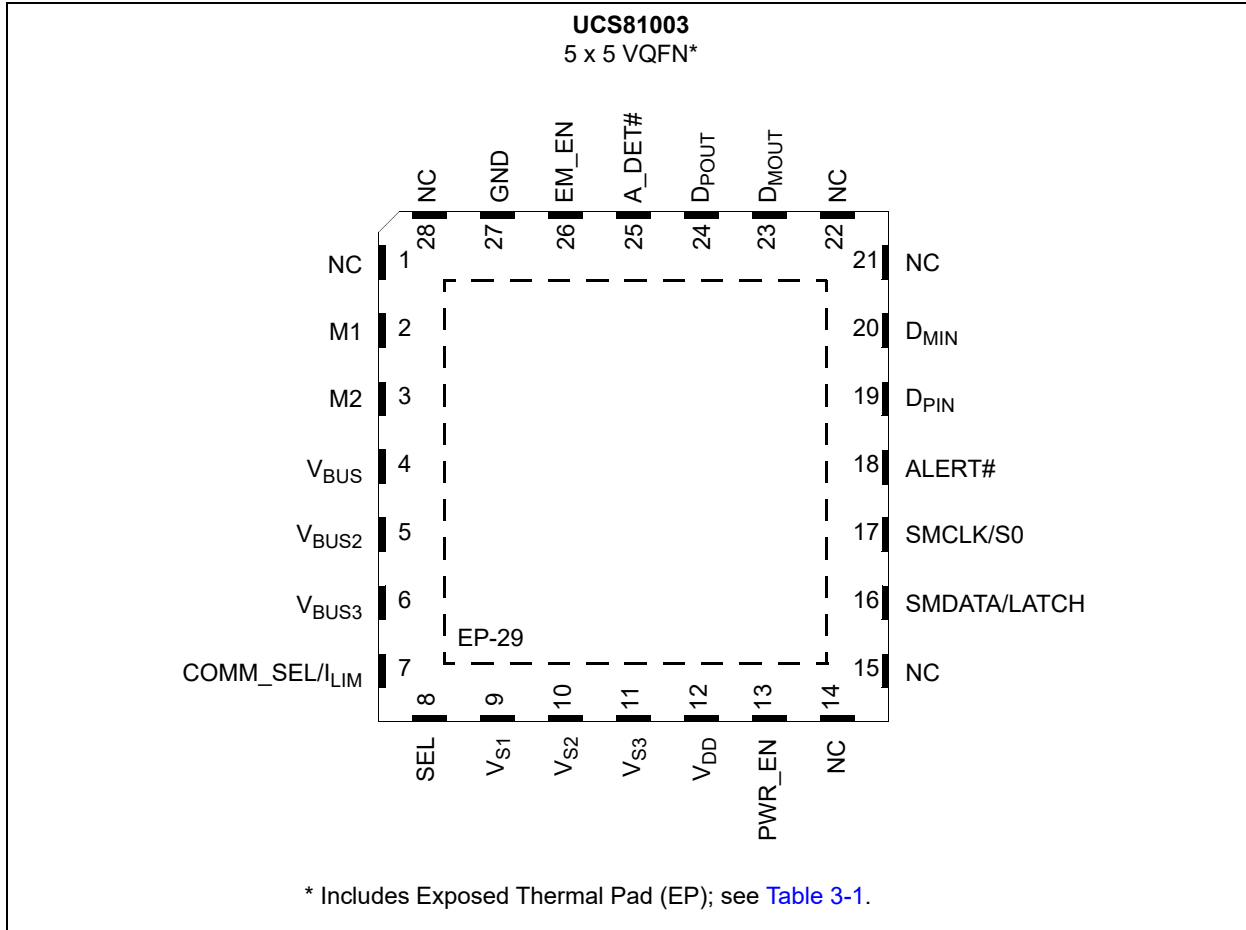 UCS81003
5 x 5 VQFN*
NC
GND
EM_EN
A_DET#
DPOUT
DMOUT
NC
28
27
26
25
24
23
22
NC 1
21 NC
M1 2
20 DMIN
M2 3
19 DPIN
VBUS 4
18 ALERT#
VBUS2 5
17 SMCLK/S0
VBUS3 6
16 SMDATA/LATCH
EP-29
COMM_SEL/ILIM 7
15 NC
8
9
10
11
12
13
14
SEL
VS1
VS2
VS3
VDD
PWR_EN
NC
* Includes Exposed Thermal Pad (EP); see Table 3-1.